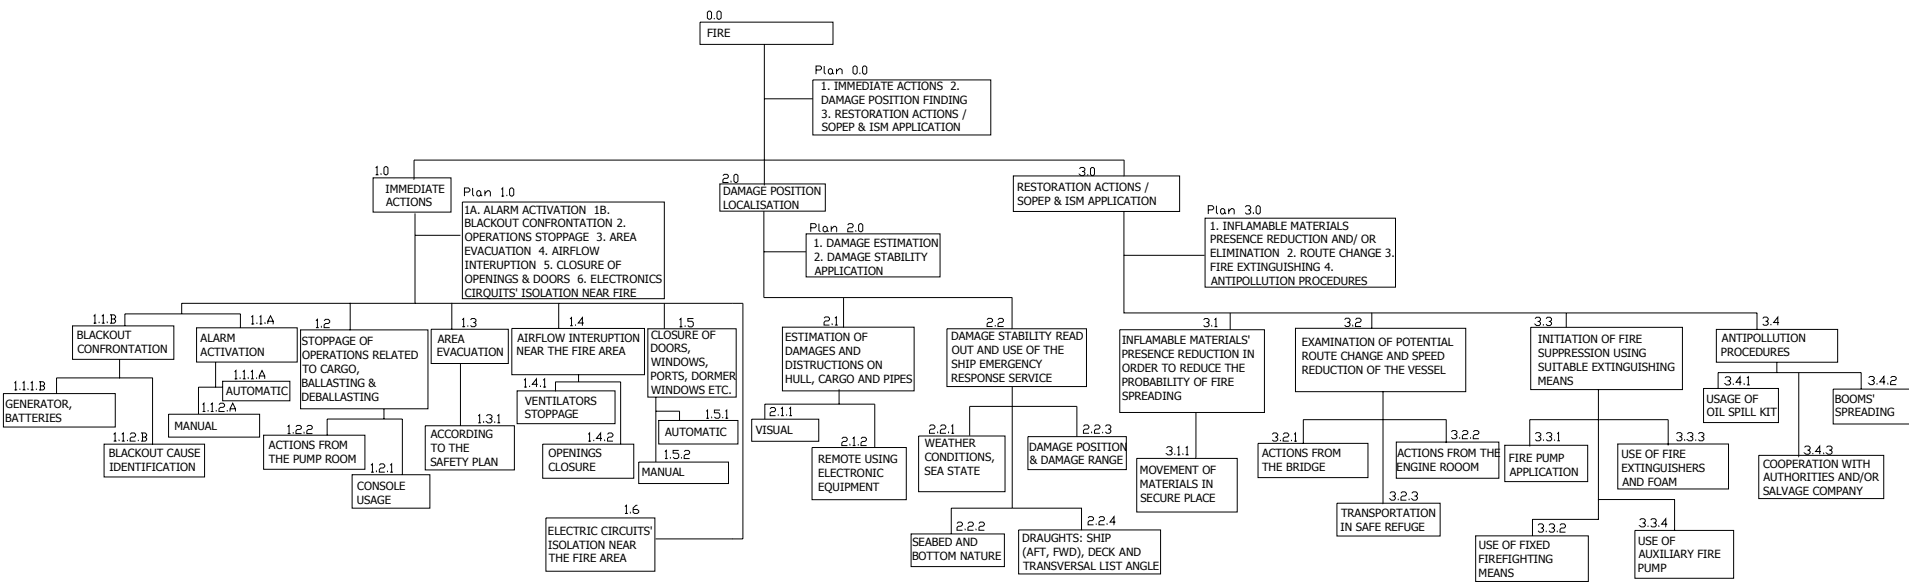 0.0
FIRE
Plan 0.0
1. IMMEDIATE ACTIONS 2.
DAMAGE POSITION FINDING
3. RESTORATION ACTIONS /
SOPEP & ISM APPLICATION
1.0
IMMEDIATE
ACTIONS
Plan 1.0
1A. ALARM ACTIVATION 1B.
BLACKOUT CONFRONTATION 2.
OPERATIONS STOPPAGE 3. AREA
EVACUATION 4. AIRFLOW
INTERUPTION 5. CLOSURE OF
OPENINGS & DOORS 6. ELECTRONICS
CIRQUITS' ISOLATION NEAR FIRE
2.0
DAMAGE POSITION
LOCALISATION
Plan 2.0
1. DAMAGE ESTIMATION
2. DAMAGE STABILITY
APPLICATION
3.0
RESTORATION ACTIONS /
SOPEP & ISM APPLICATION
Plan 3.0
1. INFLAMABLE MATERIALS
PRESENCE REDUCTION AND/ OR
ELIMINATION 2. ROUTE CHANGE 3.
FIRE EXTINGUISHING 4.
ANTIPOLLUTION PROCEDURES
1.1.B
BLACKOUT
CONFRONTATION
1.1.1.B
GENERATOR,
BATTERIES
1.1.2.B
BLACKOUT CAUSE
IDENTIFICATION
1.1.A
ALARM
ACTIVATION
1.1.1.A
AUTOMATIC
1.1.2.A
MANUAL
1.2
STOPPAGE OF
OPERATIONS RELATED
TO CARGO,
BALLASTING &
DEBALLASTING
1.2.2
ACTIONS FROM
THE PUMP ROOM
1.2.1
CONSOLE
USAGE
1.3
AREA
EVACUATION
1.3.1
ACCORDING
TO THE
SAFETY PLAN
1.4
AIRFLOW INTERUPTION
NEAR THE FIRE AREA
1.4.1
VENTILATORS
STOPPAGE
1.4.2
OPENINGS
CLOSURE
1.5
CLOSURE OF
DOORS,
WINDOWS,
PORTS, DORMER
WINDOWS ETC.
1.5.1
AUTOMATIC
1.5.2
MANUAL
1.6
ELECTRIC CIRCUITS'
ISOLATION NEAR
THE FIRE AREA
2.1
ESTIMATION OF
DAMAGES AND
DISTRUCTIONS ON
HULL, CARGO AND PIPES
2.1.1
VISUAL
2.1.2
REMOTE USING
ELECTRONIC
EQUIPMENT
2.2
DAMAGE STABILITY READ
OUT AND USE OF THE
SHIP EMERGENCY
RESPONSE SERVICE
2.2.1
WEATHER
CONDITIONS,
SEA STATE
2.2.3
DAMAGE POSITION
& DAMAGE RANGE
2.2.2
SEABED AND
BOTTOM NATURE
2.2.4
DRAUGHTS: SHIP
(AFT, FWD), DECK AND
TRANSVERSAL LIST ANGLE
3.1
INFLAMABLE MATERIALS'
PRESENCE REDUCTION IN
ORDER TO REDUCE THE
PROBABILITY OF FIRE
SPREADING
3.1.1
MOVEMENT OF
MATERIALS IN
SECURE PLACE
3.2
EXAMINATION OF POTENTIAL
ROUTE CHANGE AND SPEED
REDUCTION OF THE VESSEL
3.2.1
ACTIONS FROM
THE BRIDGE
3.2.2
ACTIONS FROM THE
ENGINE ROOOM
3.2.3
TRANSPORTATION
IN SAFE REFUGE
3.3
INITIATION OF FIRE
SUPPRESSION USING
SUITABLE EXTINGUISHING
MEANS
3.3.1
FIRE PUMP
APPLICATION
3.3.3
USE OF FIRE
EXTINGUISHERS
AND FOAM
3.3.2
USE OF FIXED
FIREFIGHTING
MEANS
3.3.4
USE OF
AUXILIARY FIRE
PUMP
3.4
ANTIPOLLUTION
PROCEDURES
3.4.1
USAGE OF
OIL SPILL KIT
3.4.2
BOOMS'
SPREADING
3.4.3
COOPERATION WITH
AUTHORITIES AND/OR
SALVAGE COMPANY